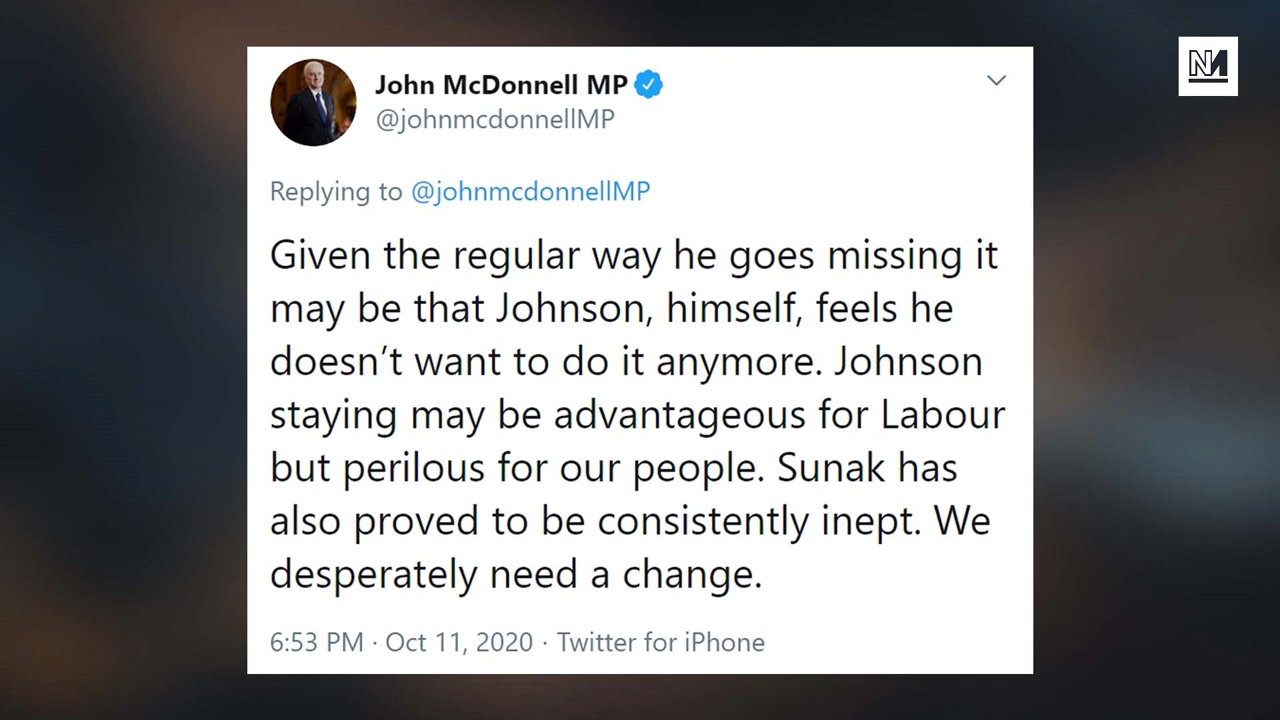 John McDonnell MP
@johnmcdonnellMP
Replying to @johnmcdonnellMP
Given the regular way he goes missing it
may be that Johnson, himself, feels he
doesn’t want to do it anymore. Johnson
staying may be advantageous for Labour
but perilous for our people. Sunak has
also proved to be consistently inept. We
desperately need a change.
6:53 PM · Oct 11, 2020 · Twitter for iPhone
NM